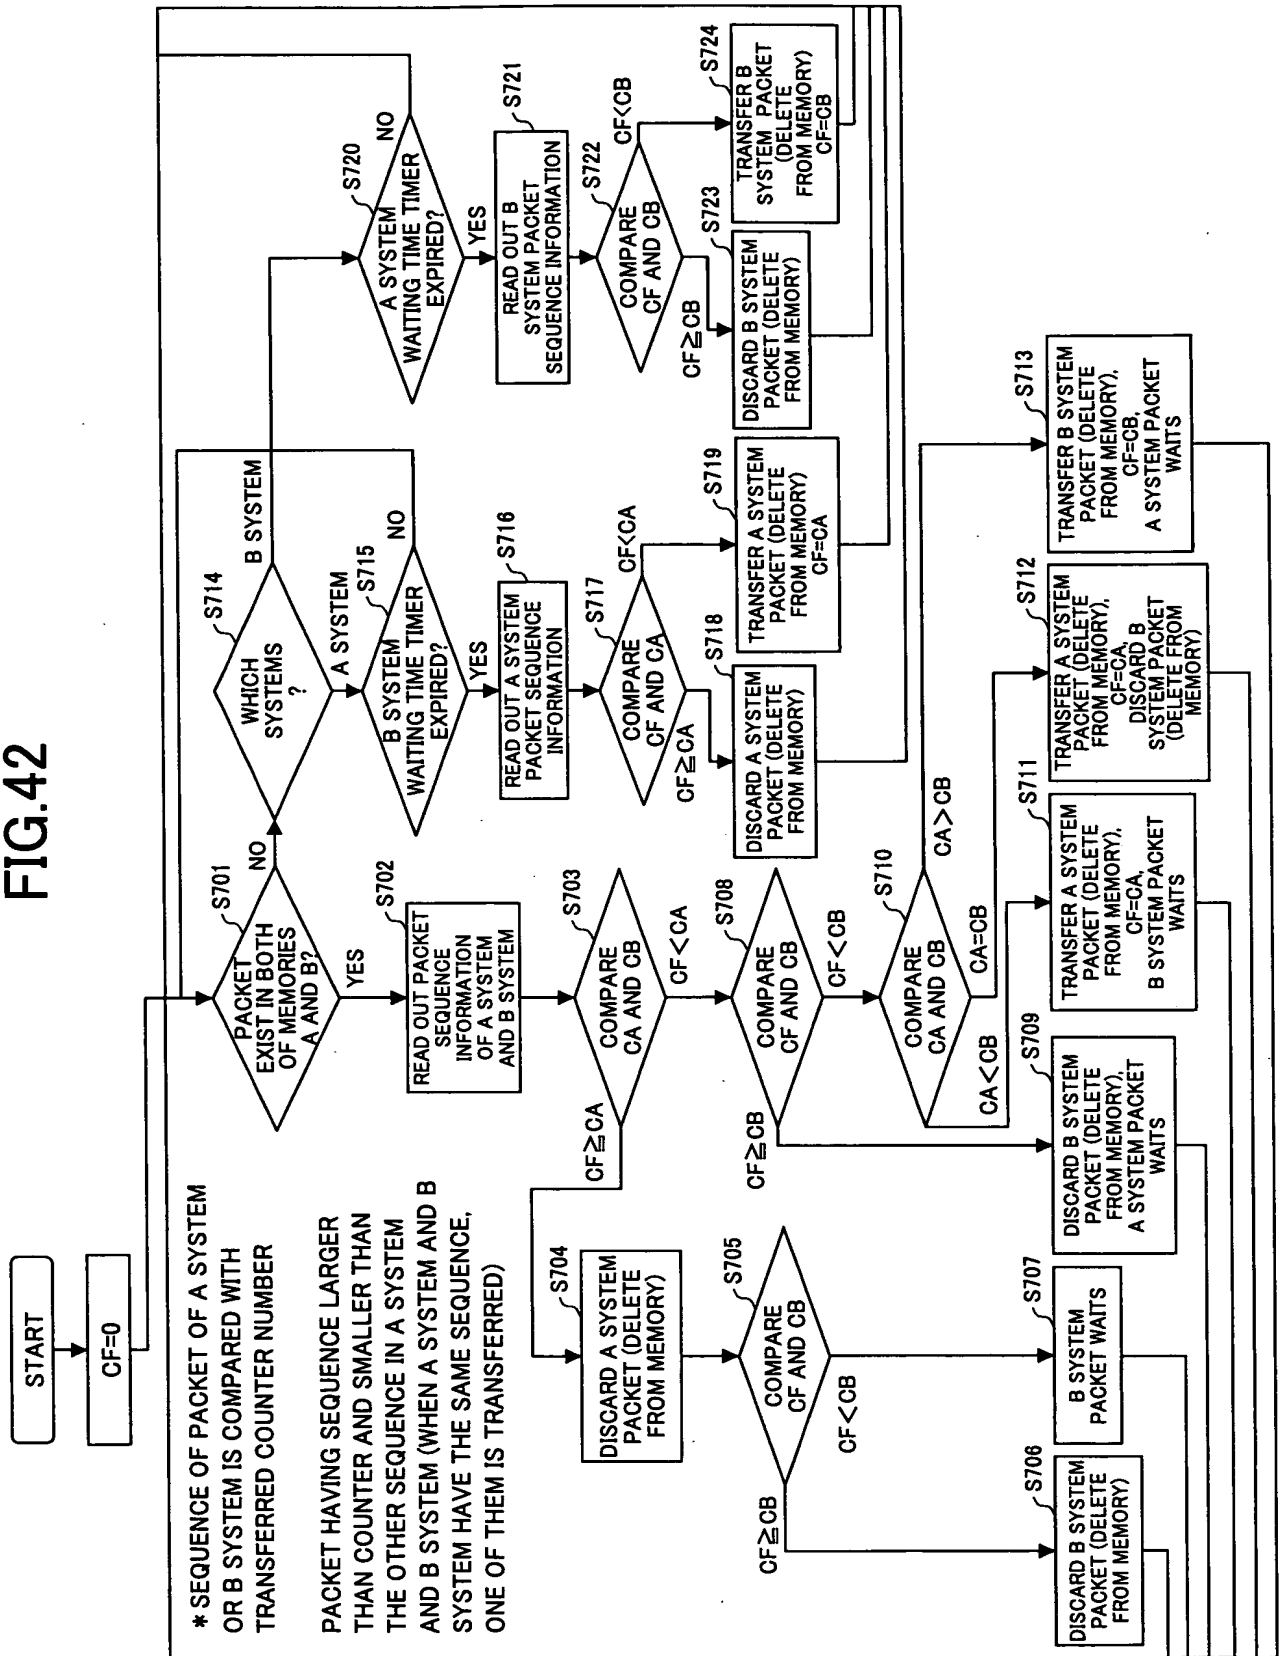 FIG.42
START
CF=0
* SEQUENCE OF PACKET OF A SYSTEM
OR B SYSTEM IS COMPARED WITH
TRANSFERRED COUNTER NUMBER
PACKET HAVING SEQUENCE LARGER
THAN COUNTER AND SMALLER THAN
THE OTHER SEQUENCE IN A SYSTEM
AND B SYSTEM (WHEN A SYSTEM AND B
SYSTEM HAVE THE SAME SEQUENCE,
ONE OF THEM IS TRANSFERRED)
S701
PACKET
EXIST IN BOTH
OF MEMORIES
A AND B?
NO
YES
S702
READ OUT PACKET
SEQUENCE
INFORMATION
OF A SYSTEM
AND B SYSTEM
S703
COMPARE
CA AND CB
CF≧CA
CF<CA
S704
DISCARD A SYSTEM
PACKET (DELETE
FROM MEMORY)
S705
COMPARE
CF AND CB
CF≧CB
CF<CB
S706
DISCARD B SYSTEM
PACKET (DELETE
FROM MEMORY)
S707
B SYSTEM
PACKET WAITS
S708
COMPARE
CF AND CB
CF≧CB
CF<CB
S709
DISCARD B SYSTEM
PACKET (DELETE
FROM MEMORY),
A SYSTEM PACKET
WAITS
S710
COMPARE
CA AND CB
CA<CB
CA=CB
CA>CB
S711
TRANSFER A SYSTEM
PACKET (DELETE
FROM MEMORY),
CF=CA,
B SYSTEM PACKET
WAITS
S712
TRANSFER A SYSTEM
PACKET (DELETE
FROM MEMORY),
CF=CA,
DISCARD B
SYSTEM PACKET
(DELETE FROM
MEMORY)
S713
TRANSFER B SYSTEM
PACKET (DELETE
FROM MEMORY),
CF=CB,
A SYSTEM PACKET
WAITS
S714
WHICH
SYSTEMS
?
A SYSTEM
B SYSTEM
S715
B SYSTEM
WAITING TIME TIMER
EXPIRED?
NO
YES
S716
READ OUT A SYSTEM
PACKET SEQUENCE
INFORMATION
S717
COMPARE
CF AND CA
CF≧CA
CF<CA
S718
DISCARD A SYSTEM
PACKET (DELETE
FROM MEMORY)
S719
TRANSFER A SYSTEM
PACKET (DELETE
FROM MEMORY)
CF=CA
S720
A SYSTEM
WAITING TIME TIMER
EXPIRED?
NO
YES
S721
READ OUT B
SYSTEM PACKET
SEQUENCE INFORMATION
S722
COMPARE
CF AND CB
CF≧CB
CF<CB
S723
DISCARD B SYSTEM
PACKET (DELETE
FROM MEMORY)
S724
TRANSFER B
SYSTEM PACKET
(DELETE
FROM MEMORY)
CF=CB